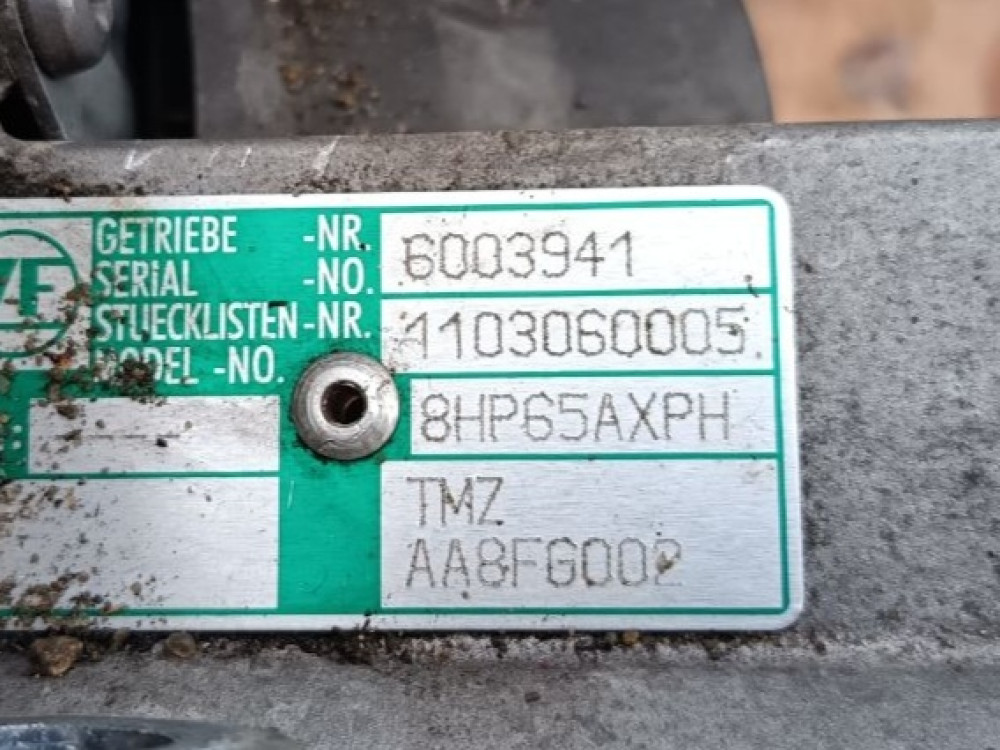 ZF
GETRIEBE -NR. 6003941
SERIAL -NO.
STUECKLISTEN-NR. 1103060005
MODEL -NO.
8HP65AXPH
TMZ
AA8FG002